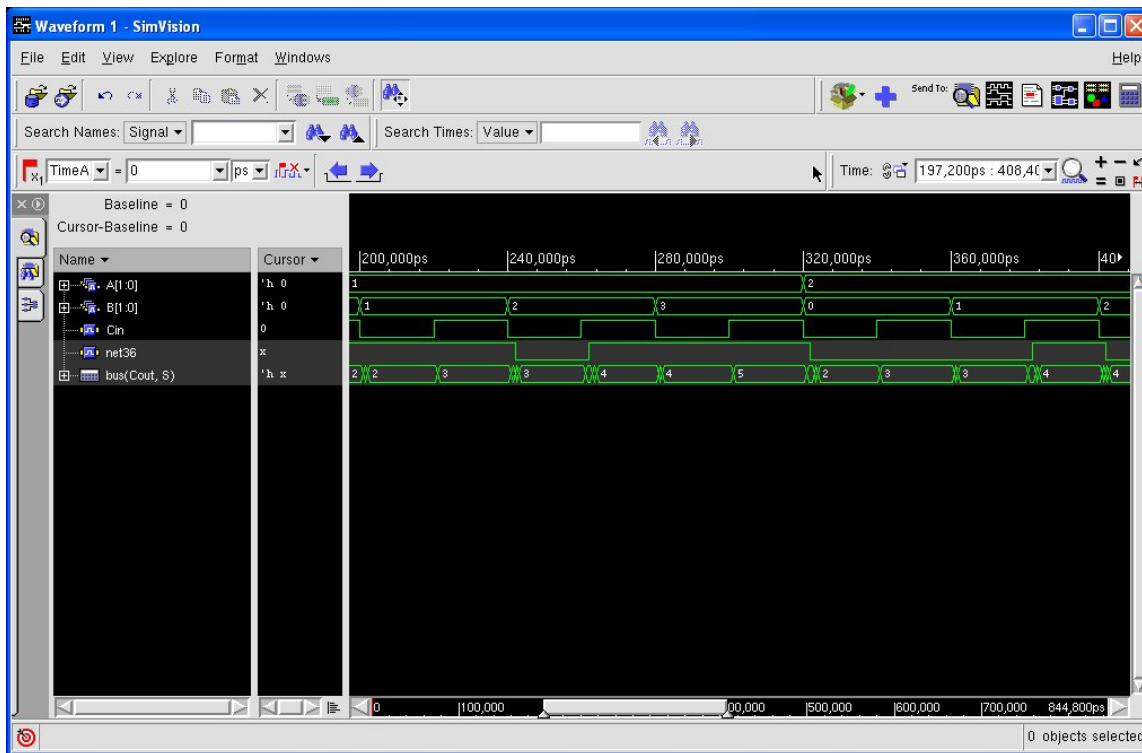 Waveform 1 - SimVision
File Edit View Explore Format Windows Help
Send To:
Search Names: Signal Search Times: Value
x1 TimeA = 0 ps Time: 197,200ps : 408,40
Baseline = 0
Cursor-Baseline = 0
Name Cursor 200,000ps 240,000ps 280,000ps 320,000ps 360,000ps 40
A[1:0] 'h 0 1 2
B[1:0] 'h 0 1 2 3 0 1 2
Cin 0
net36 x
bus(Cout, S) 'h x 2 2 3 3 4 4 5 2 3 3 4 4
0 100,000 00,000 500,000 600,000 700,000 844,800ps
0 objects selected